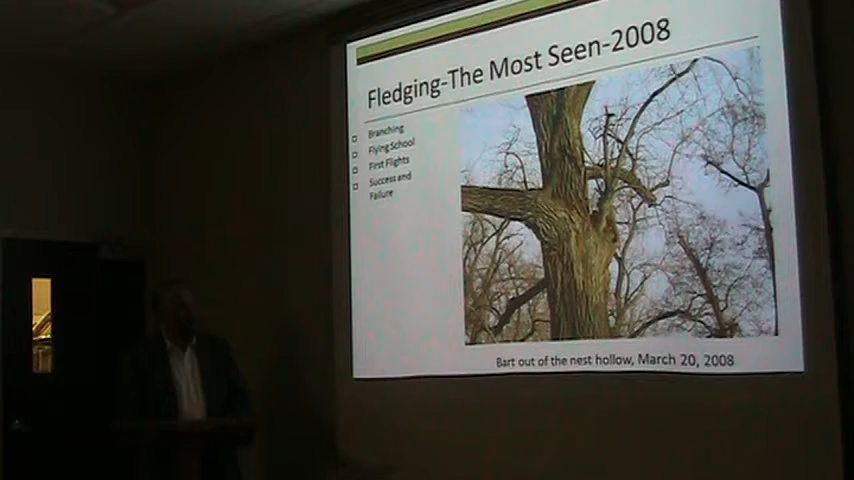 Fledging-The Most Seen-2008
Branching
Flying School
First Flights
Success and
Failure
Bart out of the nest hollow, March 20, 2008